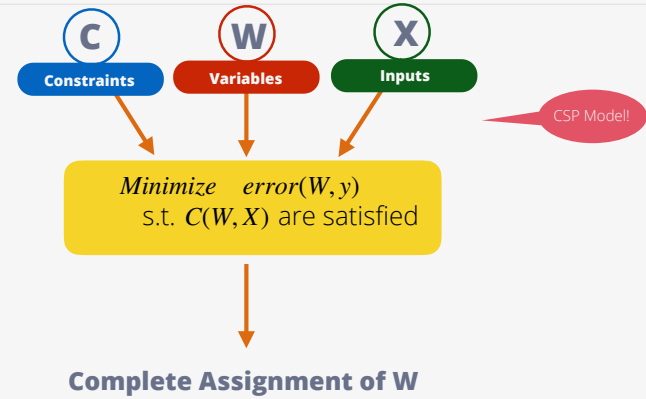 C W X
Constraints Variables Inputs
CSP Model!
Minimize error(W, y)
s.t. C(W, X) are satisfied
Complete Assignment of W